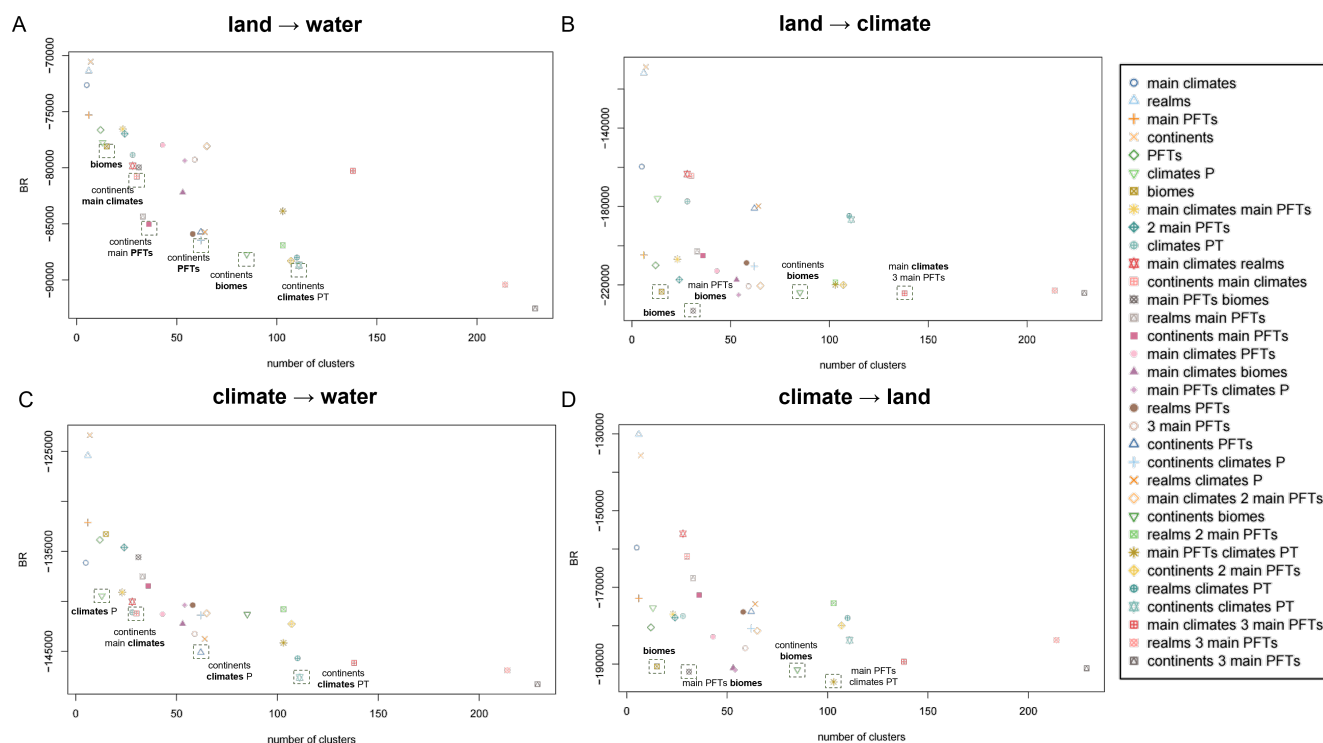 A
land → water
BR
-70000
-75000
-80000
-85000
-90000
biomes
continents
main climates
continents
main PFTs
continents
PFTs
continents
biomes
continents
climates PT
0
50
100
150
200
number of clusters
B
land → climate
BR
-140000
-180000
-220000
biomes
main PFTs
biomes
continents
biomes
main climates
3 main PFTs
0
50
100
150
200
number of clusters
C
climate → water
BR
-125000
-135000
-145000
climates P
continents
main climates
continents
climates P
continents
climates PT
0
50
100
150
200
number of clusters
D
climate → land
BR
-130000
-150000
-170000
-190000
biomes
main PFTs biomes
continents
biomes
main PFTs
climates PT
0
50
100
150
200
number of clusters
main climates
realms
main PFTs
continents
PFTs
climates P
biomes
main climates main PFTs
2 main PFTs
climates PT
main climates realms
continents main climates
main PFTs biomes
realms main PFTs
continents main PFTs
main climates PFTs
main climates biomes
main PFTs climates P
realms PFTs
3 main PFTs
continents PFTs
continents climates P
realms climates P
main climates 2 main PFTs
continents biomes
realms 2 main PFTs
main PFTs climates PT
continents 2 main PFTs
realms climates PT
continents climates PT
main climates 3 main PFTs
realms 3 main PFTs
continents 3 main PFTs